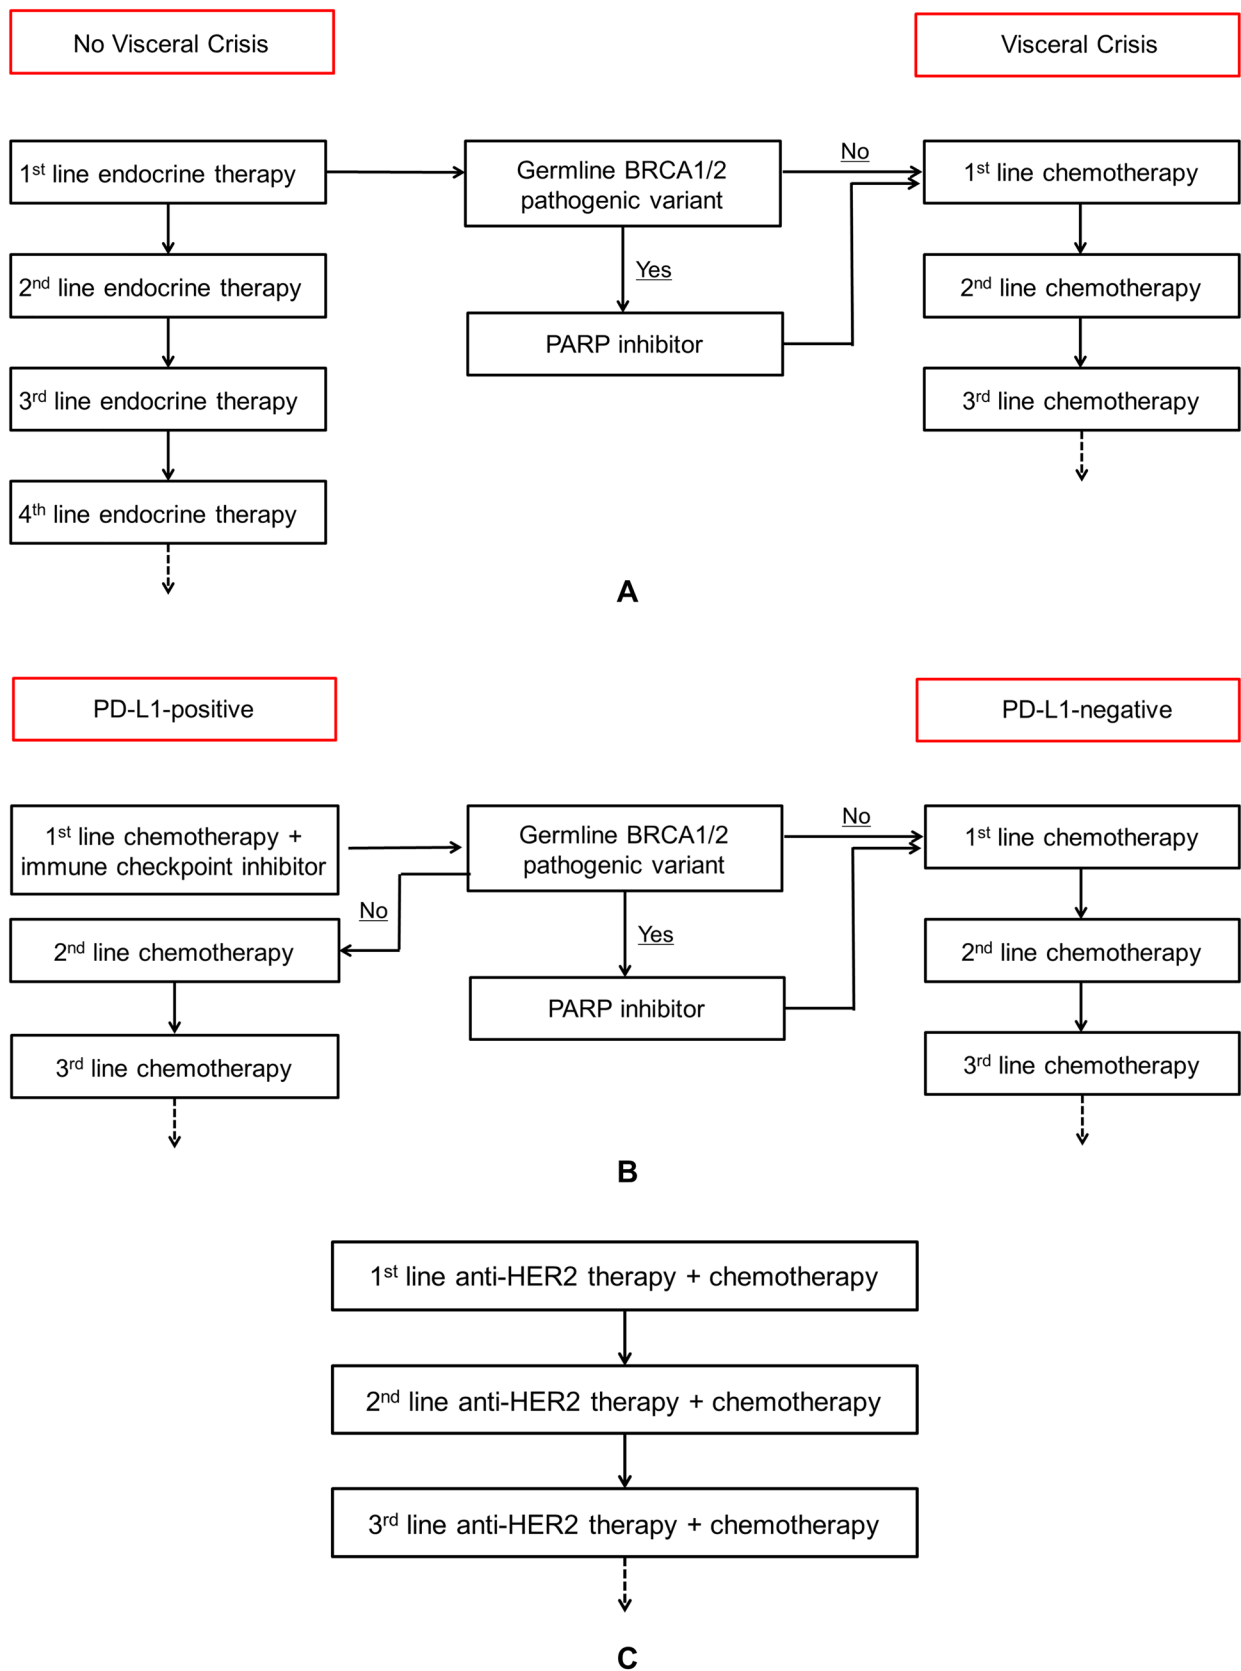 No Visceral Crisis
Visceral Crisis
1st line endocrine therapy
Germline BRCA1/2
pathogenic variant
No
1st line chemotherapy
2nd line endocrine therapy
Yes
2nd line chemotherapy
PARP inhibitor
3rd line endocrine therapy
3rd line chemotherapy
4th line endocrine therapy
A
PD-L1-positive
PD-L1-negative
1st line chemotherapy +
immune checkpoint inhibitor
Germline BRCA1/2
pathogenic variant
No
1st line chemotherapy
No
2nd line chemotherapy
Yes
2nd line chemotherapy
PARP inhibitor
3rd line chemotherapy
3rd line chemotherapy
B
1st line anti-HER2 therapy + chemotherapy
2nd line anti-HER2 therapy + chemotherapy
3rd line anti-HER2 therapy + chemotherapy
C